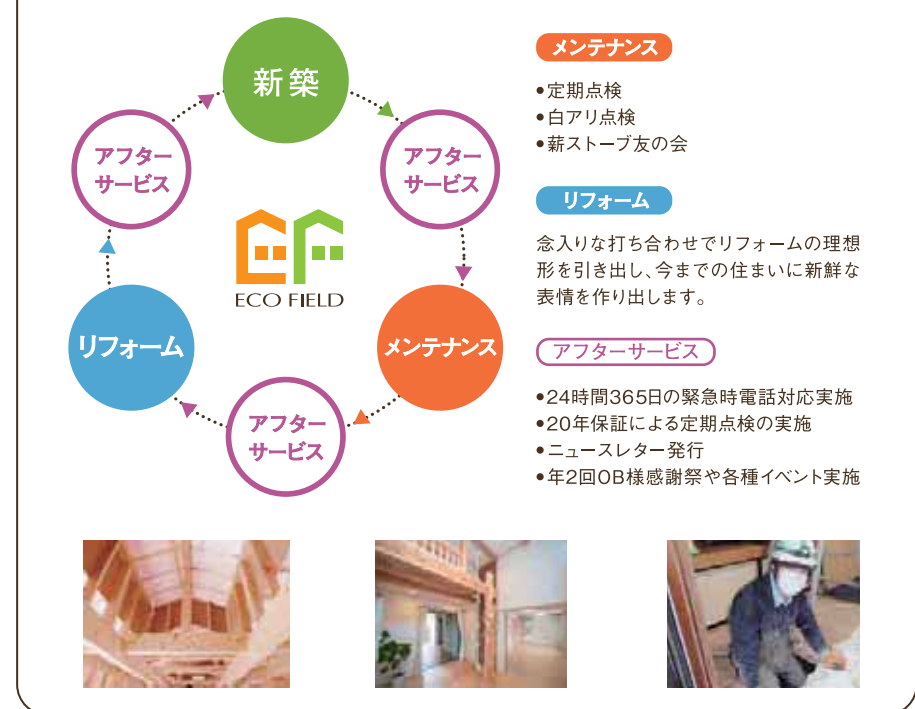 新築
アフター
サービス
アフター
サービス
ECO FIELD
リフォーム
メンテナンス
アフター
サービス
メンテナンス
•定期点検
•白アリ点検
•薪ストーブ友の会
リフォーム
念入りな打ち合わせでリフォームの理想
形を引き出し、今までの住まいに新鮮な
表情を作り出します。
アフターサービス
•24時間365日の緊急時電話対応実施
•20年保証による定期点検の実施
•ニュースレター発行
•年2回OB様感謝祭や各種イベント実施